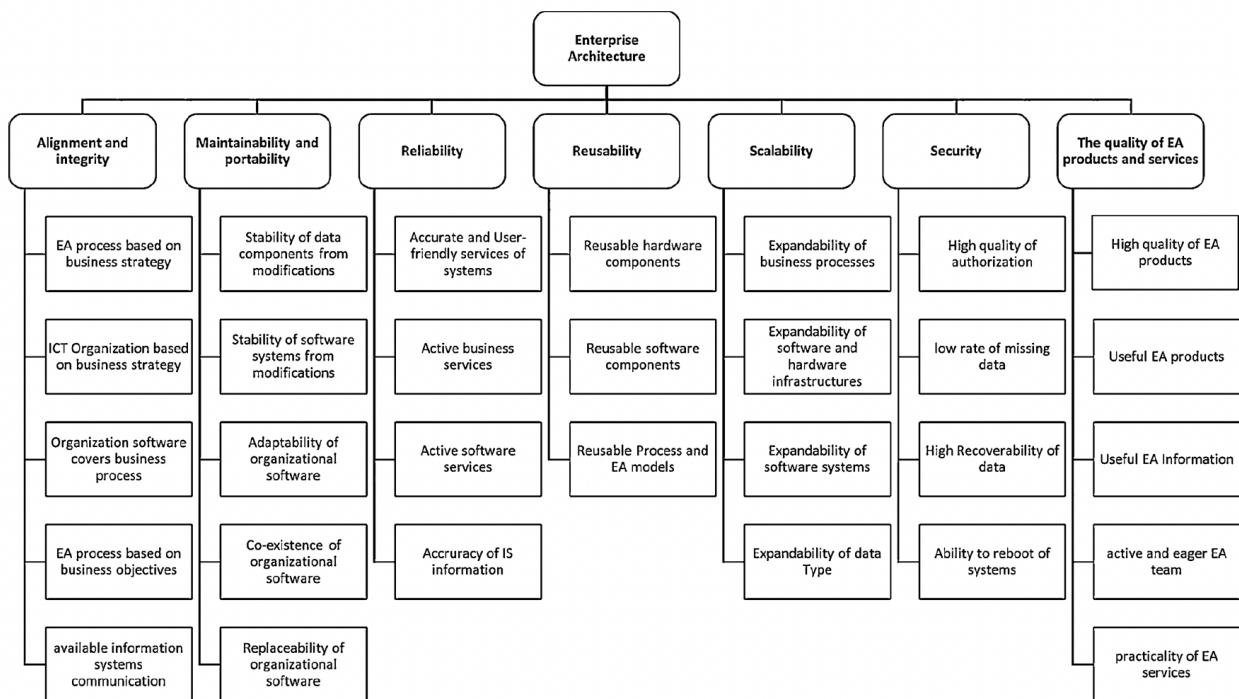 Enterprise
Architecture
Alignment and
integrity
Maintainability and
portability
Reliability
Reusability
Scalability
Security
The quality of EA
products and services
EA process based on
business strategy
Stability of data
components from
modifications
Accurate and User-
friendly services of
systems
Reusable hardware
components
Expandability of
business processes
High quality of
authorization
High quality of EA
products
ICT Organization based
on business strategy
Stability of software
systems from
modifications
Active business
services
Reusable software
components
Expandability of
software and
hardware
infrastructures
low rate of missing
data
Useful EA products
Organization software
covers business
process
Adaptability of
organizational
software
Active software
services
Reusable Process and
EA models
Expandability of
software systems
High Recoverability of
data
Useful EA Information
EA process based on
business objectives
Co-existence of
organizational
software
Accruracy of IS
information
Expandability of data
Type
Ability to reboot of
systems
active and eager EA
team
available information
systems
communication
Replaceability of
organizational
software
practicality of EA
services